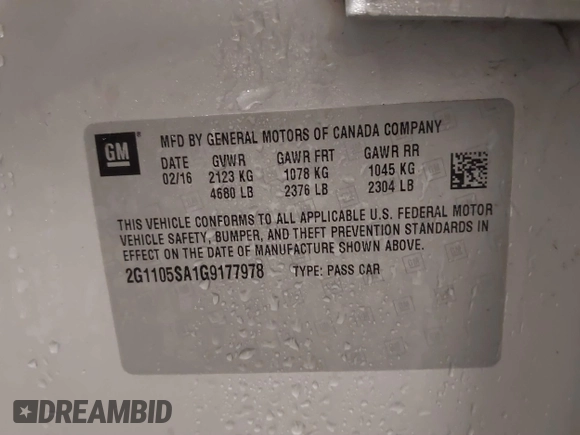 GM
MFD BY GENERAL MOTORS OF CANADA COMPANY
DATE GVWR GAWR FRT GAWR RR
02/16 2123 KG 1078 KG 1045 KG
4680 LB 2376 LB 2304 LB
THIS VEHICLE CONFORMS TO ALL APPLICABLE U.S. FEDERAL MOTOR
VEHICLE SAFETY, BUMPER, AND THEFT PREVENTION STANDARDS IN
EFFECT ON THE DATE OF MANUFACTURE SHOWN ABOVE.
2G1105SA1G9177978 TYPE: PASS CAR
DREAMBID